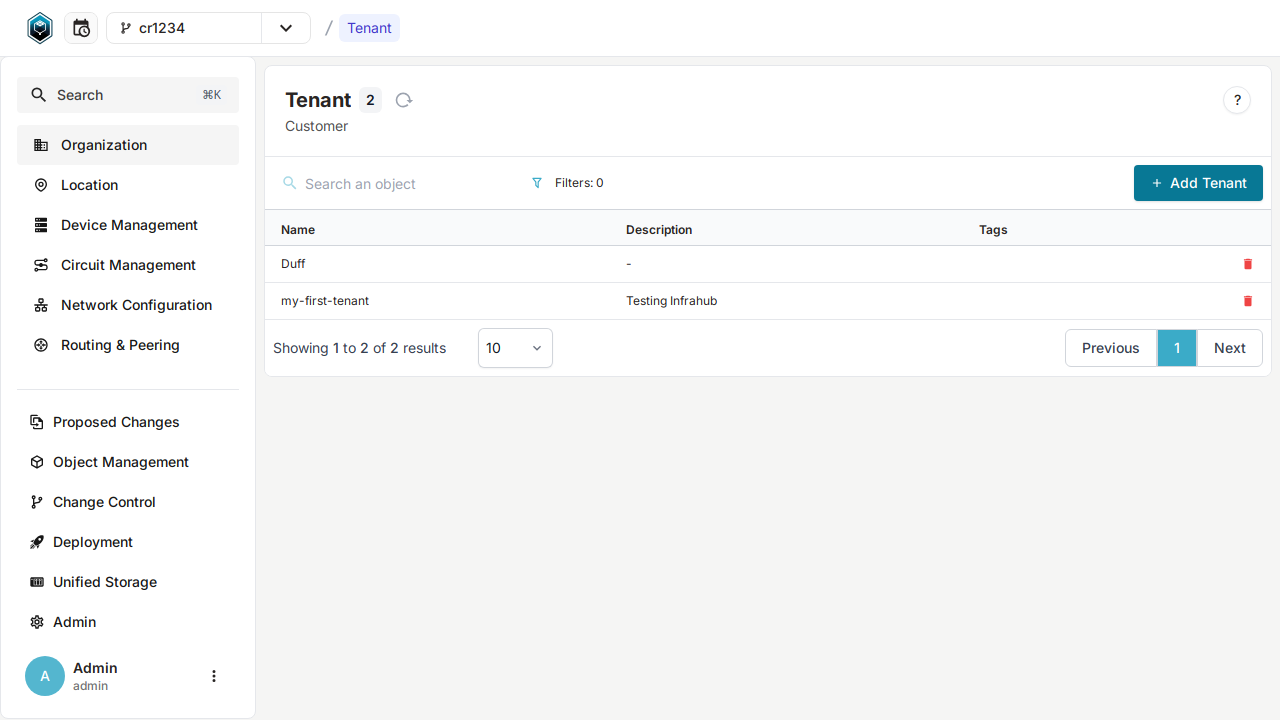 cr1234
/ Tenant
Search ⌘K
Organization
Location
Device Management
Circuit Management
Network Configuration
Routing & Peering
Proposed Changes
Object Management
Change Control
Deployment
Unified Storage
Admin
A Admin
admin
Tenant 2
Customer
?
Search an object
Filters: 0
+ Add Tenant
Name Description Tags
Duff -
my-first-tenant Testing Infrahub
Showing 1 to 2 of 2 results
10
Previous 1 Next